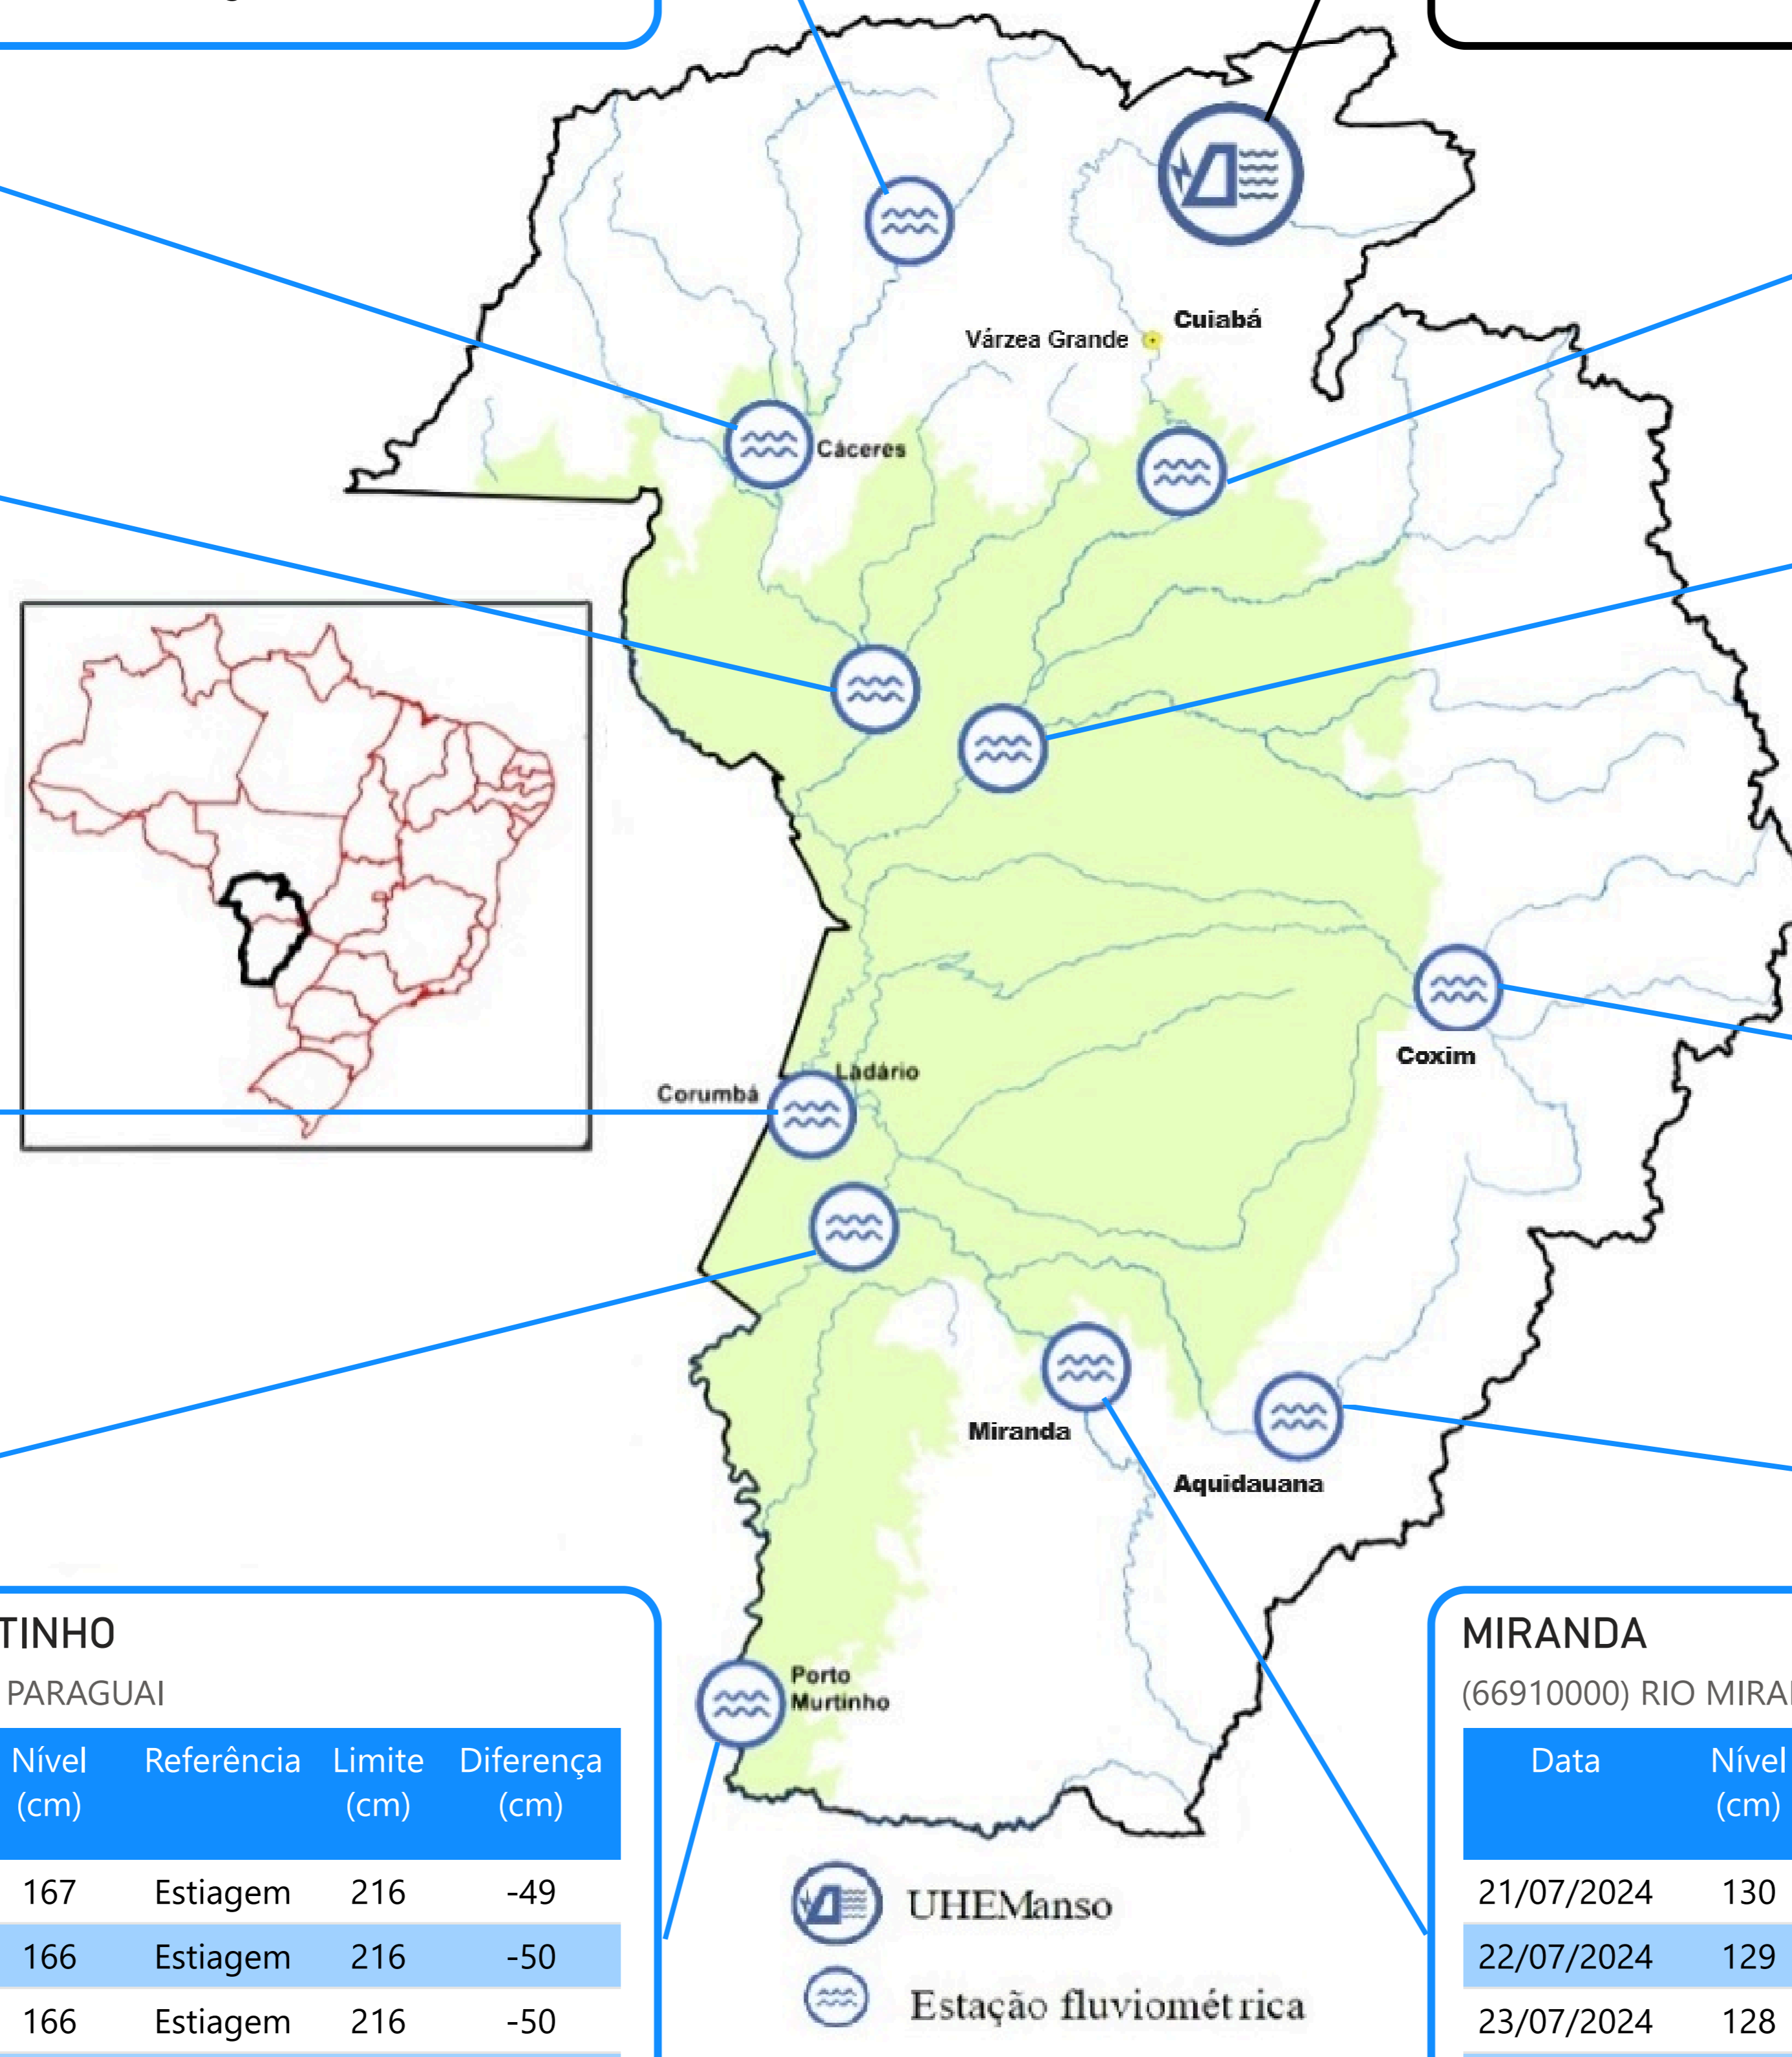 Cuiabá
Várzea Grande
Cáceres
Coxim
Ladário
Corumbá
Miranda
Aquidauana
Porto
Murtinho
TINHO
PARAGUAI
Nível Referência Limite Diferença
(cm) (cm) (cm)
167 Estiagem 216 -49
166 Estiagem 216 -50
166 Estiagem 216 -50
UHEManso
Estação fluviométrica
MIRANDA
(66910000) RIO MIRA
Data Nível
(cm)
21/07/2024 130
22/07/2024 129
23/07/2024 128